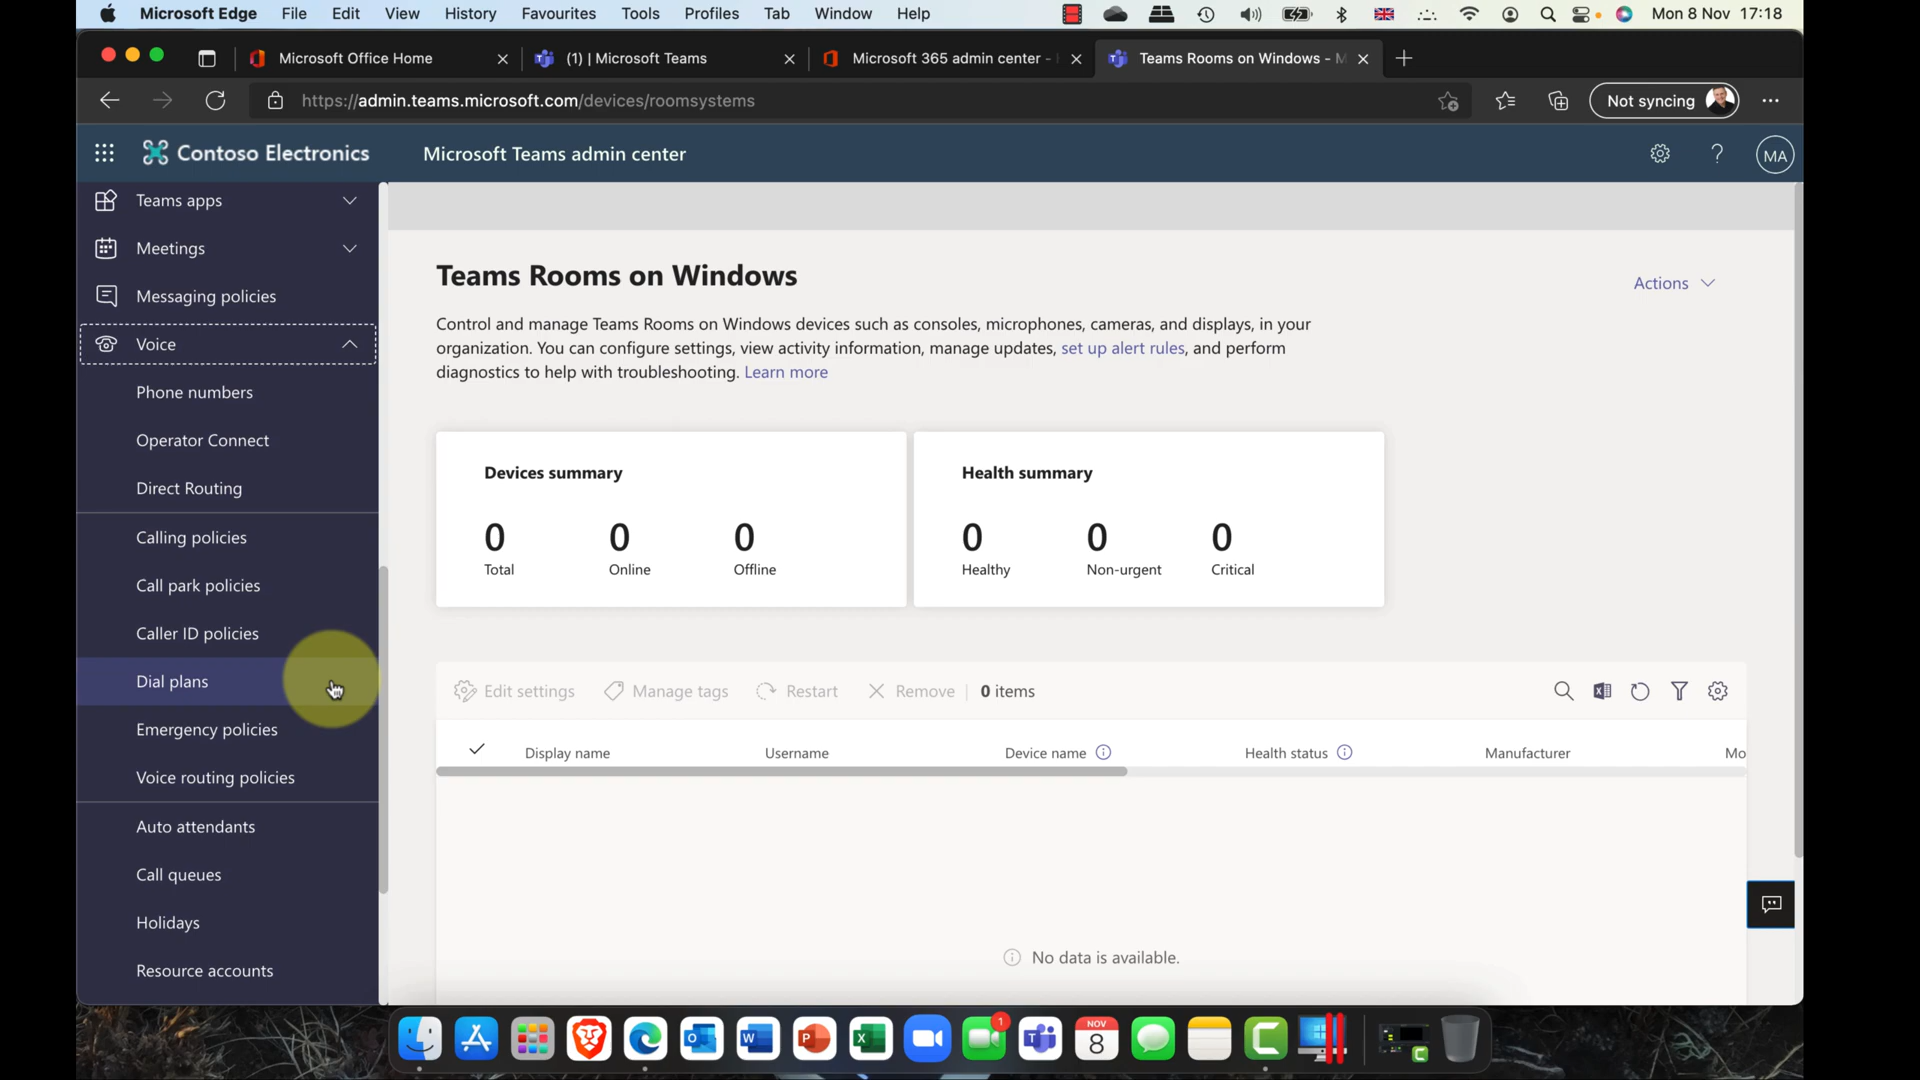 Microsoft Edge File Edit View History Favourites Tools Profiles Tab Window Help Mon 8 Nov 17:18
Microsoft Office Home (1) | Microsoft Teams Microsoft 365 admin center - Teams Rooms on Windows - M
https://admin.teams.microsoft.com/devices/roomsystems Not syncing
Contoso Electronics Microsoft Teams admin center ? MA
Teams apps
Meetings
Messaging policies
Voice
Phone numbers
Operator Connect
Direct Routing
Calling policies
Call park policies
Caller ID policies
Dial plans
Emergency policies
Voice routing policies
Auto attendants
Call queues
Holidays
Resource accounts
Teams Rooms on Windows
Actions
Control and manage Teams Rooms on Windows devices such as consoles, microphones, cameras, and displays, in your
organization. You can configure settings, view activity information, manage updates, set up alert rules, and perform
diagnostics to help with troubleshooting. Learn more
Devices summary
0 0 0
Total Online Offline
Health summary
0 0 0
Healthy Non-urgent Critical
Edit settings Manage tags Restart Remove 0 items
Display name Username Device name Health status Manufacturer Mo
No data is available.
1
NOV
8